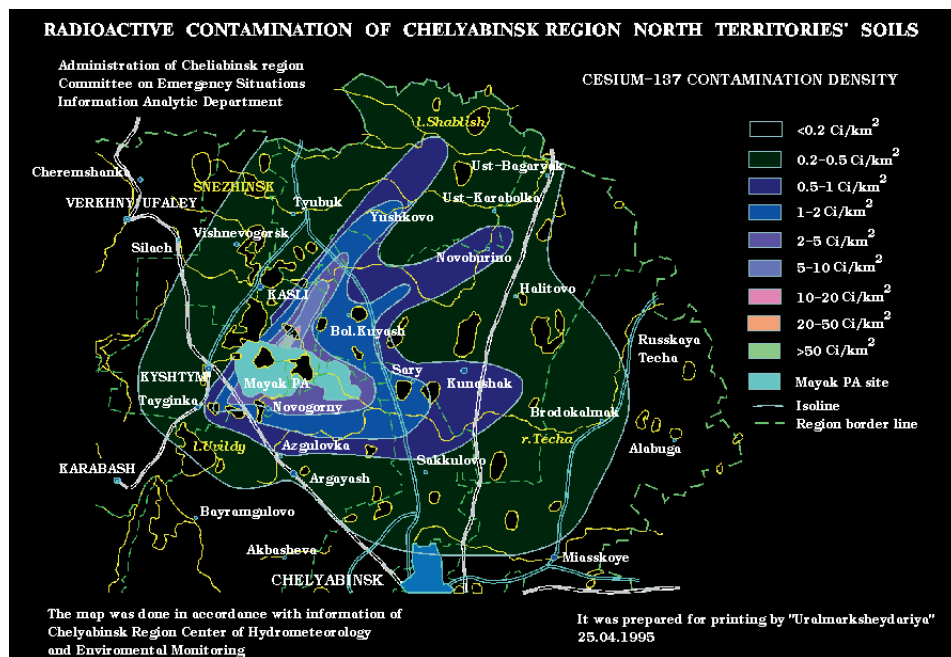 RADIOACTIVE CONTAMINATION OF CHELYABINSK REGION NORTH TERRITORIES' SOILS
Administration of Cheliabinsk region
Committee on Emergency Situations
Information Analytic Department
CESIUM-137 CONTAMINATION DENSITY
<0.2 Ci/km²
0.2-0.5 Ci/km²
0.5-1 Ci/km²
1-2 Ci/km²
2-5 Ci/km²
5-10 Ci/km²
10-20 Ci/km²
20-50 Ci/km²
>50 Ci/km²
Mayak PA site
Isoline
Region border line
l.Shablish
Ust-Bagaryak
Cheremshanka
SNEZHINSK
Tyubuk
Ust-Karabolka
VERKHNY UFALEY
Yushkovo
Vishnevogorsk
Silach
Novoburino
KASLI
Halitovo
Bol.Kuyash
Russkaya
Techa
KYSHTYM
Mayak PA
Sary
Kunashak
Tayginka
Novogorny
Brodokalmak
l.Uvildy
Azgulovka
r.Techa
Alabuga
KARABASH
Argayash
Sakkulovo
Bayramgulovo
Akbasheva
Miasskoye
CHELYABINSK
The map was done in accordance with information of
Chelyabinsk Region Center of Hydrometeorology
and Enviromental Monitoring
It was prepared for printing by "Uralmarksheydariya"
25.04.1995